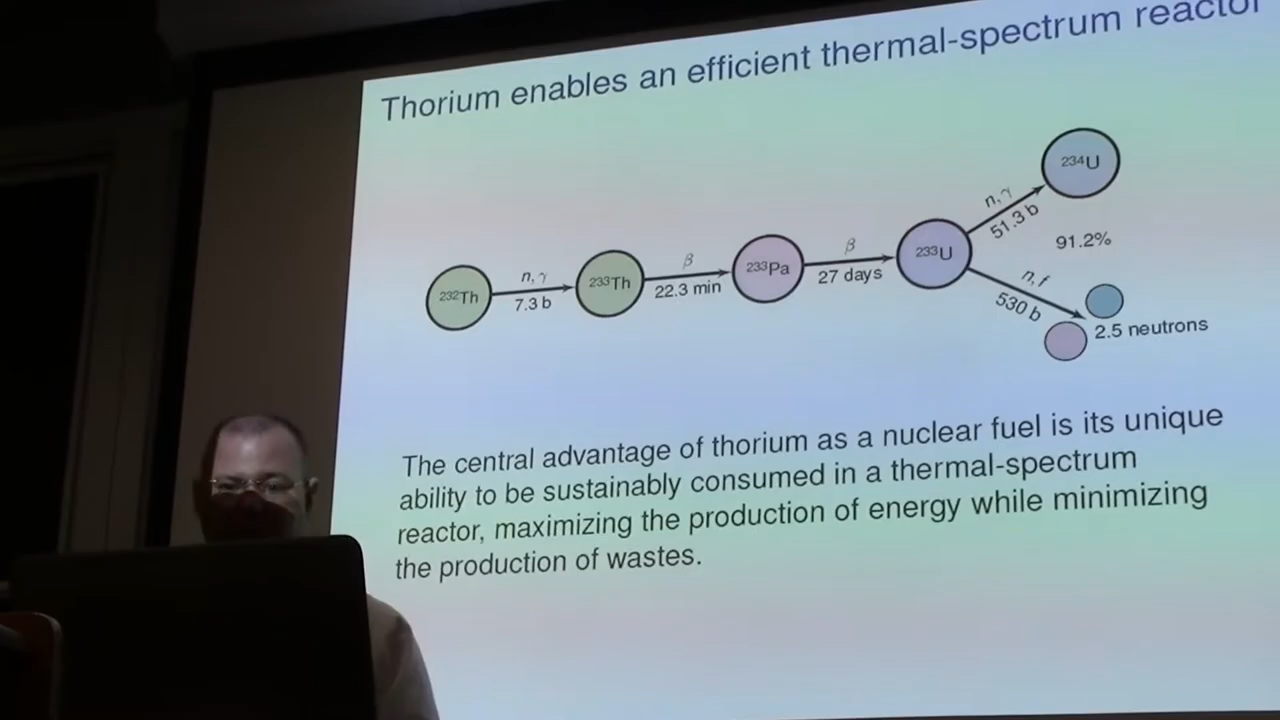 Thorium enables an efficient thermal-spectrum reactor
²³²Th
n, γ
7.3 b
²³³Th
β
22.3 min
²³³Pa
β
27 days
²³³U
n, γ
51.3 b
²³⁴U
91.2%
n, f
530 b
2.5 neutrons
The central advantage of thorium as a nuclear fuel is its unique
ability to be sustainably consumed in a thermal-spectrum
reactor, maximizing the production of energy while minimizing
the production of wastes.